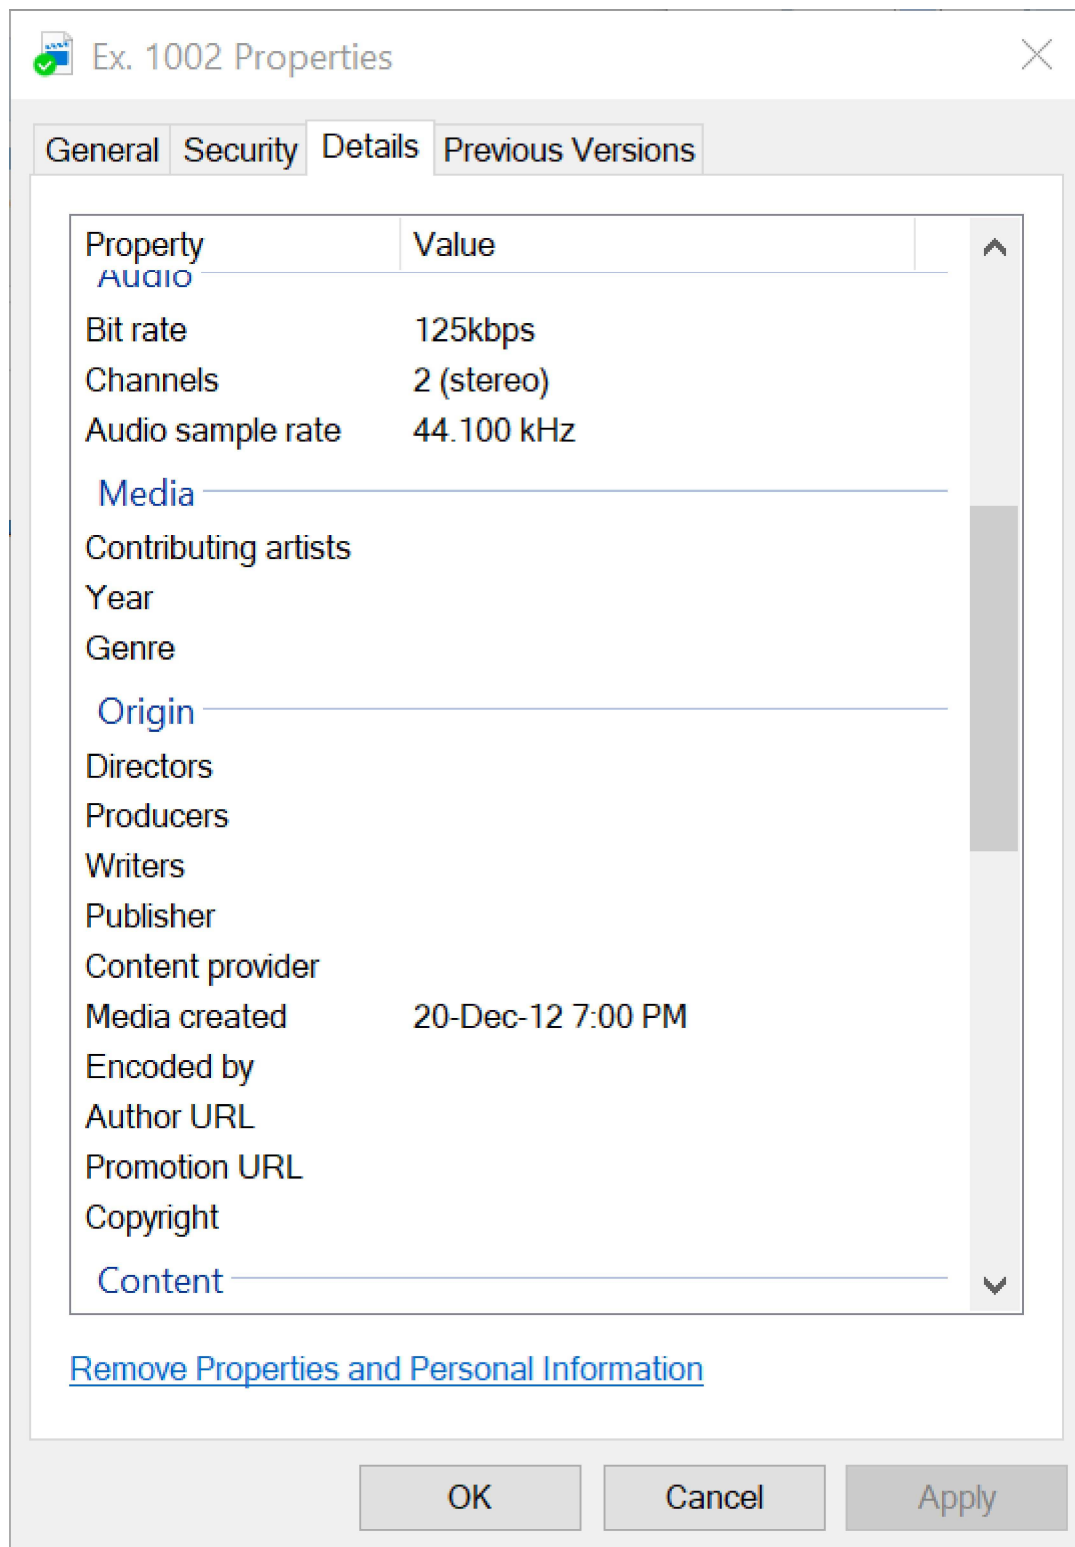 Ex. 1002 Properties
General Security Details Previous Versions
Property Value
Audio
Bit rate 125kbps
Channels 2 (stereo)
Audio sample rate 44.100 kHz
Media
Contributing artists
Year
Genre
Origin
Directors
Producers
Writers
Publisher
Content provider
Media created 20-Dec-12 7:00 PM
Encoded by
Author URL
Promotion URL
Copyright
Content
Remove Properties and Personal Information
OK Cancel Apply